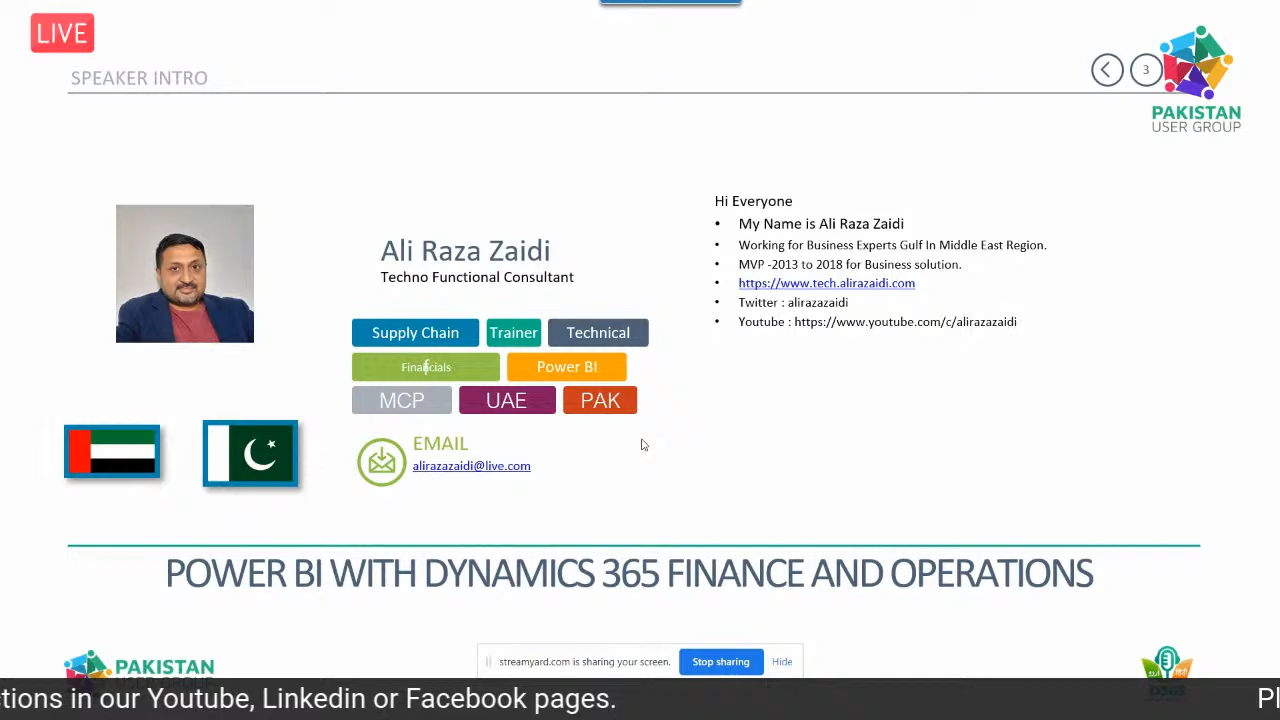 LIVE
SPEAKER INTRO
3
PAKISTAN
USER GROUP
Hi Everyone
• My Name is Ali Raza Zaidi
• Working for Business Experts Gulf In Middle East Region.
• MVP -2013 to 2018 for Business solution.
• https://www.tech.alirazaidi.com
• Twitter : alirazazaidi
• Youtube : https://www.youtube.com/c/alirazazaidi
Ali Raza Zaidi
Techno Functional Consultant
Supply Chain Trainer Technical
Financials Power BI
MCP UAE PAK
EMAIL
alirazazaidi@live.com
POWER BI WITH DYNAMICS 365 FINANCE AND OPERATIONS
streamyard.com is sharing your screen. Stop sharing Hide
PAKISTAN
ctions in our Youtube, Linkedin or Facebook pages.